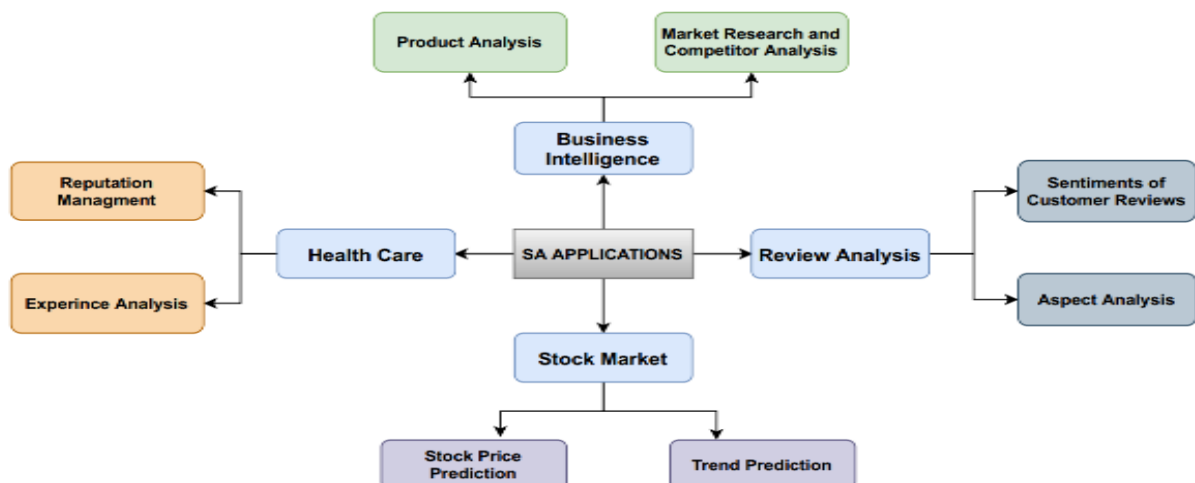 Product Analysis
Market Research and
Competitor Analysis
Business
Intelligence
Reputation
Managment
Sentiments of
Customer Reviews
Health Care
SA APPLICATIONS
Review Analysis
Experince Analysis
Aspect Analysis
Stock Market
Stock Price
Prediction
Trend Prediction